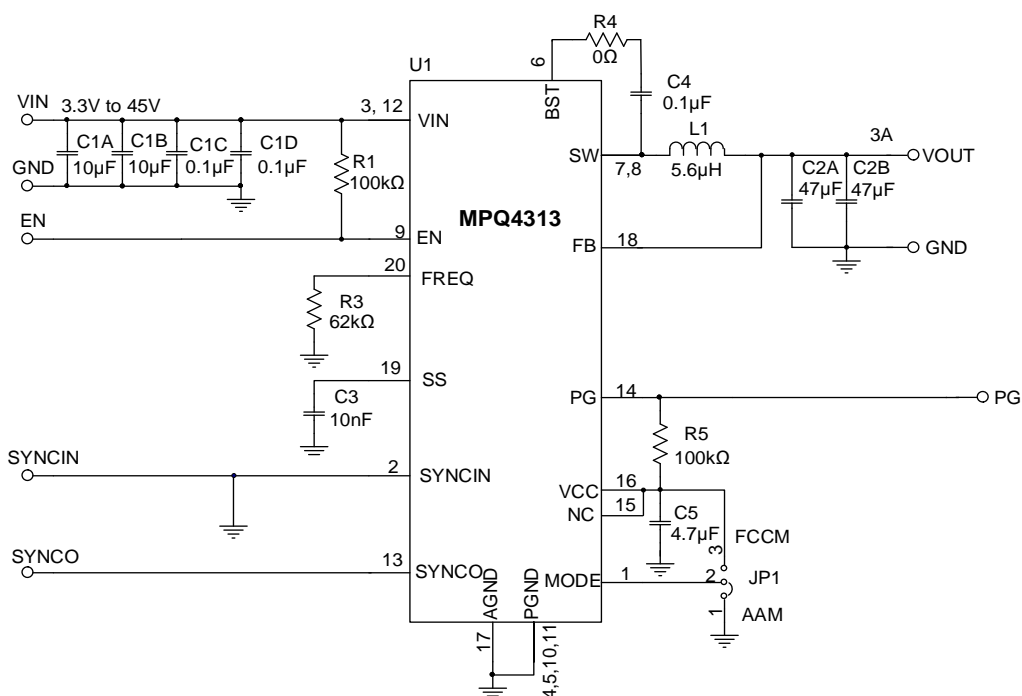 R4
0Ω
U1
6
BST
C4
0.1µF
VIN
3.3V to 45V
3, 12
VIN
C1A
10µF
C1B
10µF
C1C
0.1µF
C1D
0.1µF
GND
R1
100kΩ
SW
7,8
L1
5.6µH
3A
VOUT
C2A
47µF
C2B
47µF
EN
9
EN
MPQ4313
FB
18
GND
20
FREQ
R3
62kΩ
19
SS
C3
10nF
PG
14
PG
R5
100kΩ
SYNCIN
2
SYNCIN
VCC
16
NC
15
C5
4.7µF
FCCM
3
SYNCO
13
SYNCO
MODE
1
2
JP1
1
AAM
AGND
PGND
17
4,5,10,11